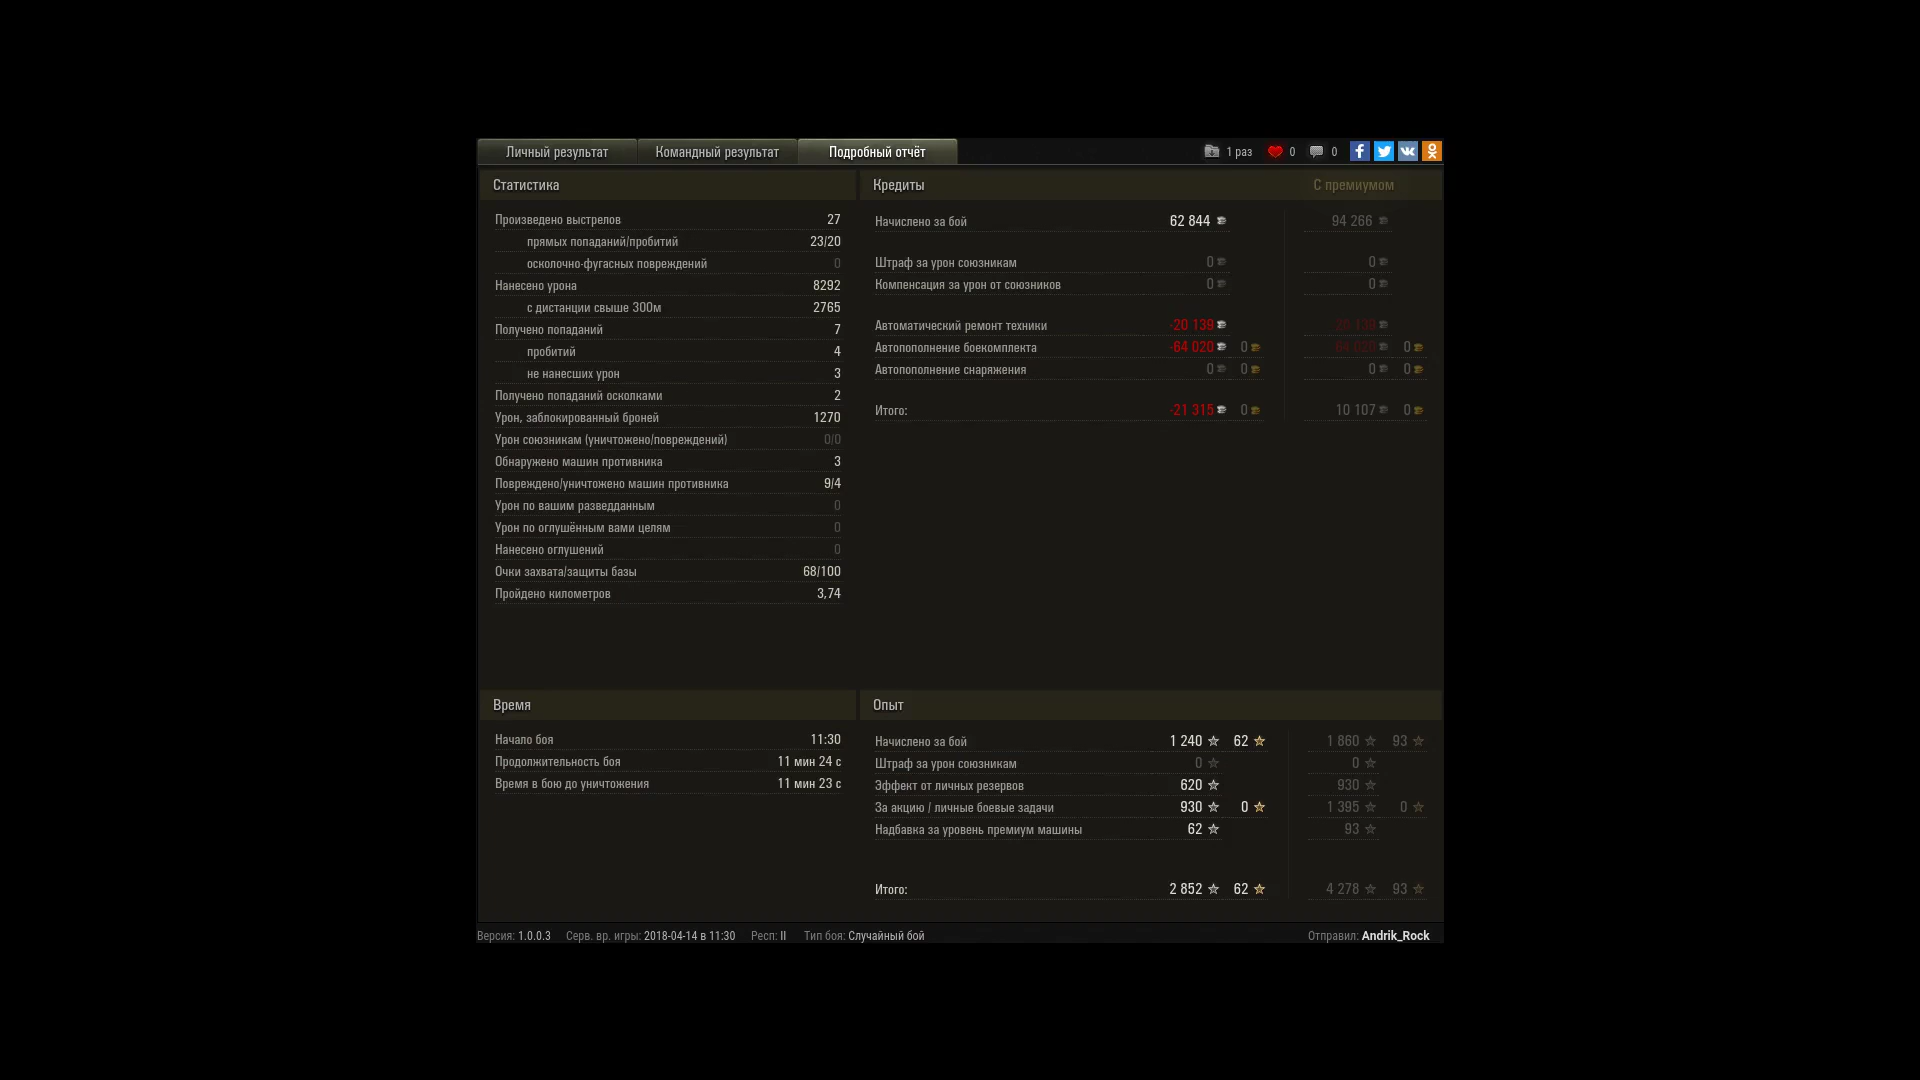 Личный результат Командный результат Подробный отчёт 1 раз 0 0
Статистика
Произведено выстрелов 27
прямых попаданий/пробитий 23/20
осколочно-фугасных повреждений 0
Нанесено урона 8292
с дистанции свыше 300м 2765
Получено попаданий 7
пробитий 4
не нанесших урон 3
Получено попаданий осколками 2
Урон, заблокированный броней 1270
Урон союзникам (уничтожено/повреждений) 0/0
Обнаружено машин противника 3
Повреждено/уничтожено машин противника 9/4
Урон по вашим разведданным 0
Урон по оглушённым вами целям 0
Нанесено оглушений 0
Очки захвата/защиты базы 68/100
Пройдено километров 3,74
Кредиты С премиумом
Начислено за бой 62 844 94 266
Штраф за урон союзникам 0 0
Компенсация за урон от союзников 0 0
Автоматический ремонт техники -20 139 -20 139
Автопополнение боекомплекта -64 020 0 -64 020 0
Автопополнение снаряжения 0 0 0 0
Итого: -21 315 0 10 107 0
Время
Начало боя 11:30
Продолжительность боя 11 мин 24 с
Время в бою до уничтожения 11 мин 23 с
Опыт
Начислено за бой 1 240 62 1 860 93
Штраф за урон союзникам 0 0
Эффект от личных резервов 620 930
За акцию / личные боевые задачи 930 0 1 395 0
Надбавка за уровень премиум машины 62 93
Итого: 2 852 62 4 278 93
Версия: 1.0.0.3 Серв. вр. игры: 2018-04-14 в 11:30 Респ: II Тип боя: Случайный бой Отправил: Andrik_Rock